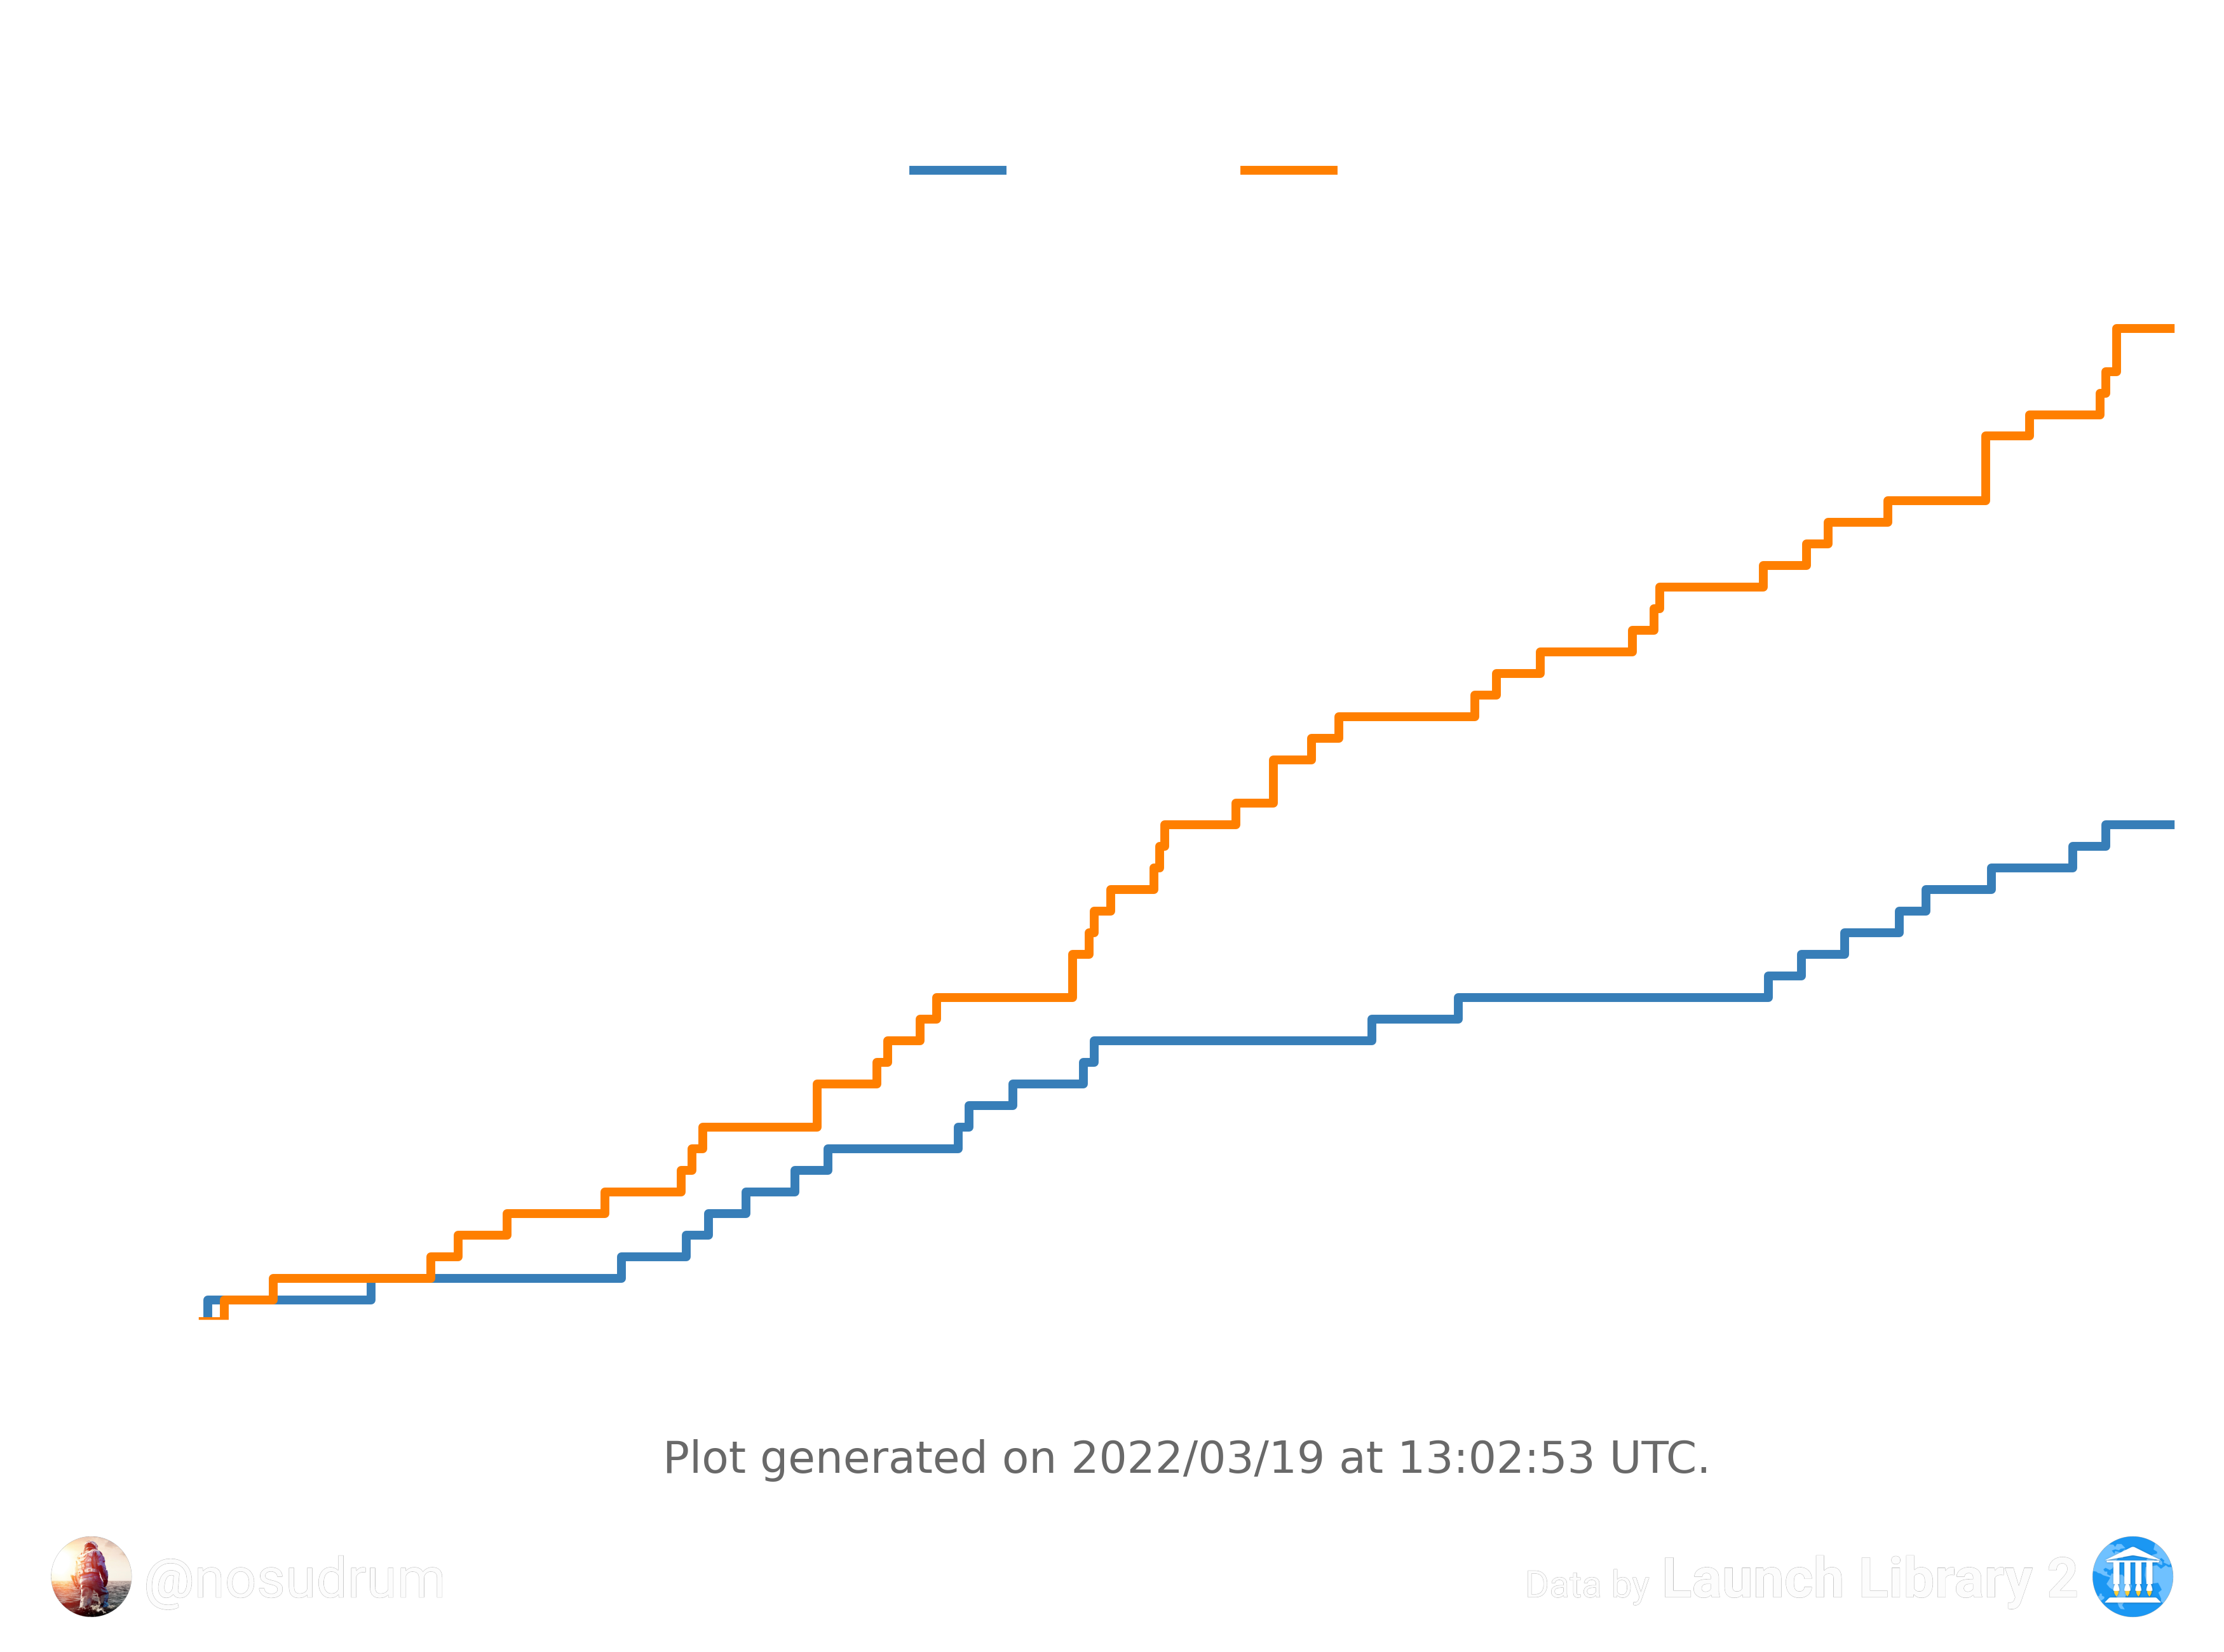 Plot generated on 2022/03/19 at 13:02:53 UTC.
@nosudrum
Data by Launch Library 2